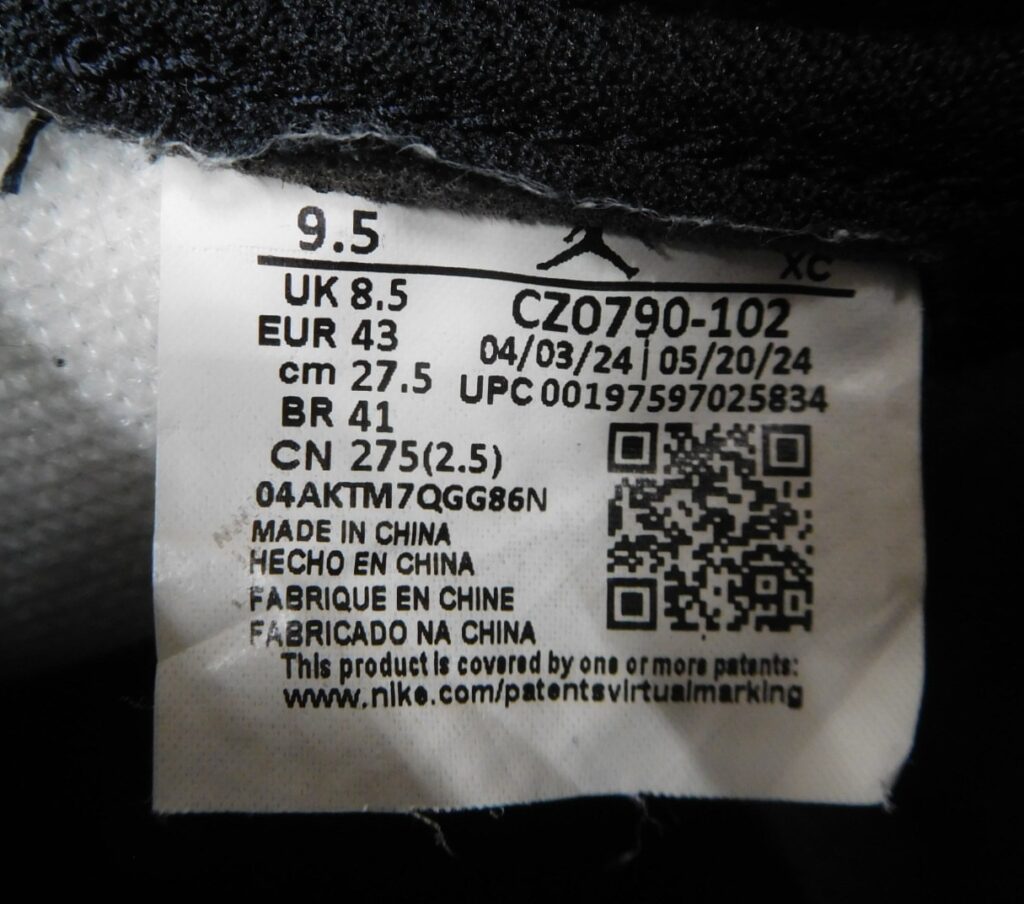 9.5
XC
UK 8.5
EUR 43
cm 27.5
BR 41
CN 275(2.5)
CZ0790-102
04/03/24 | 05/20/24
UPC 00197597025834
04AKTM7QGG86N
MADE IN CHINA
HECHO EN CHINA
FABRIQUE EN CHINE
FABRICADO NA CHINA
This product is covered by one or more patents:
www.nike.com/patentsvirtualmarking